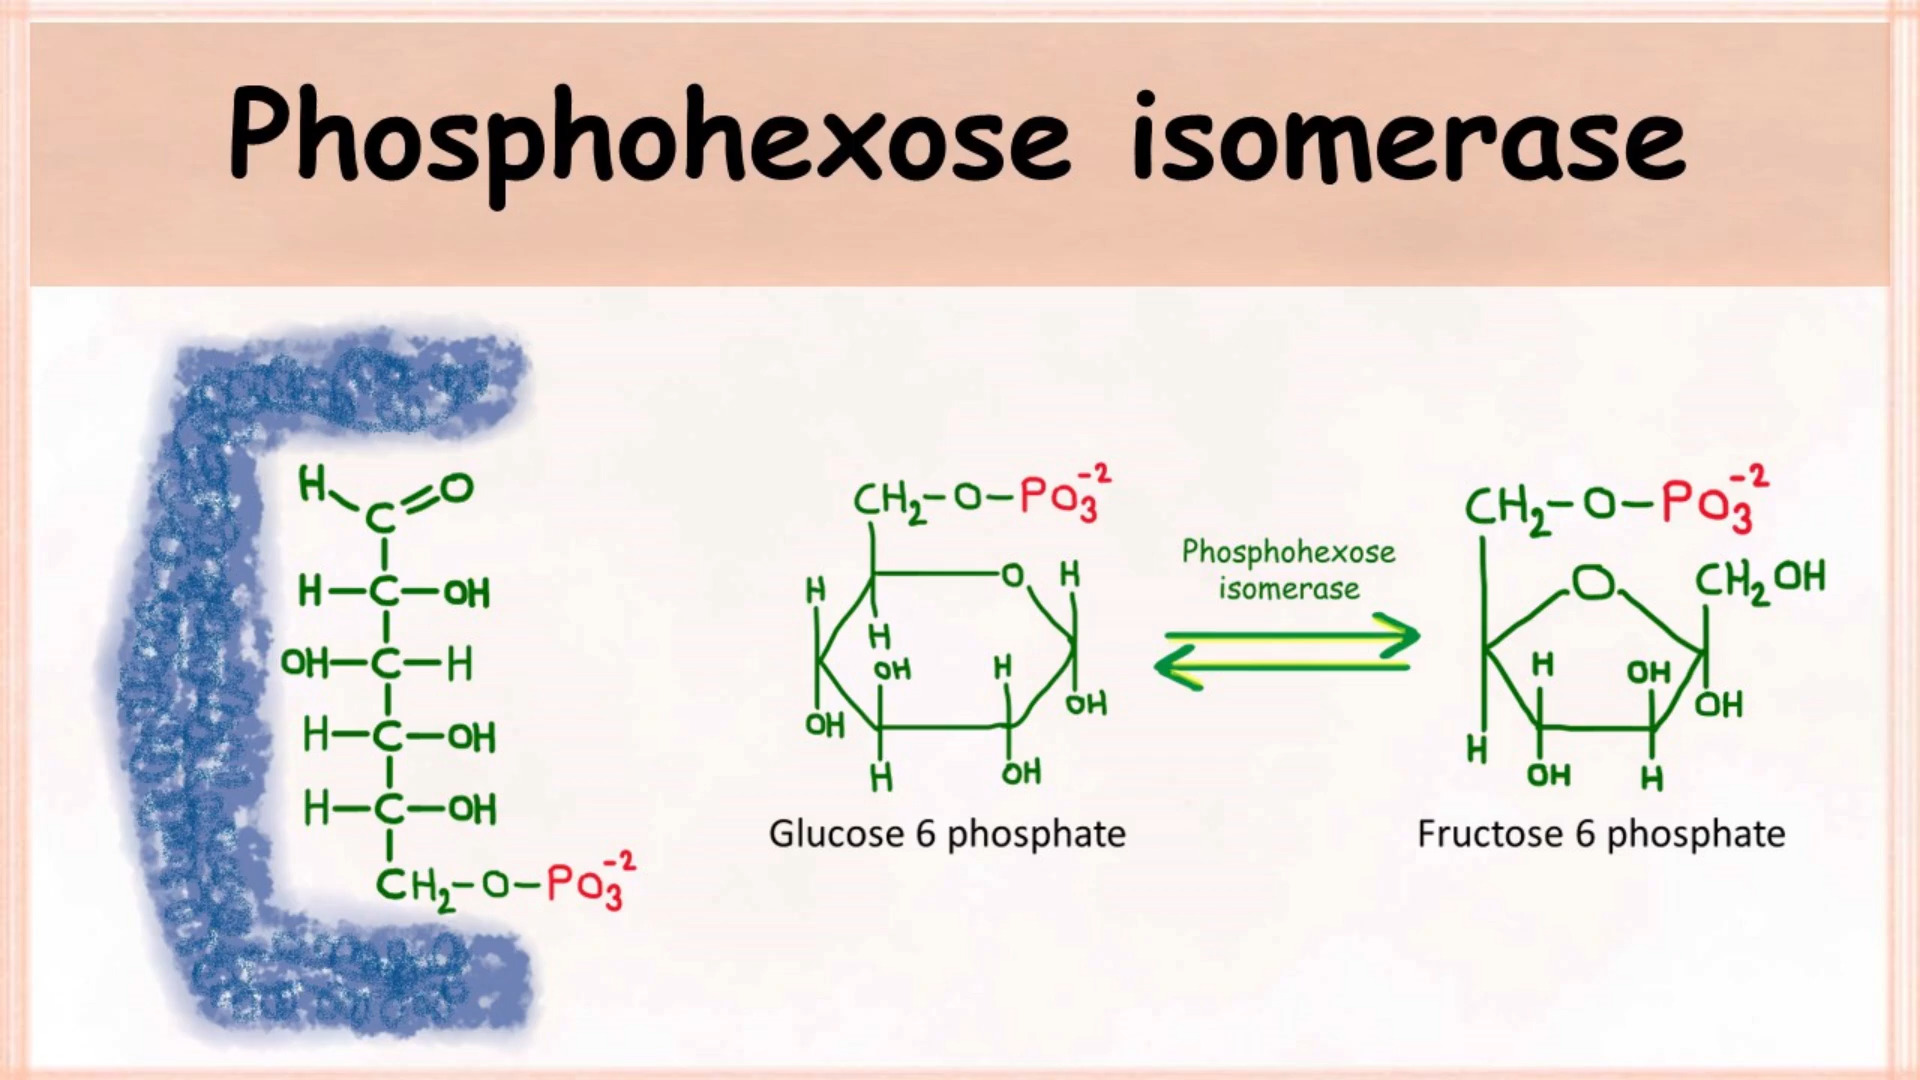 Phosphohexose isomerase
H
C=O
H-C-OH
OH-C-H
H-C-OH
H-C-OH
CH2-O-PO3-2
CH2-O-PO3-2
H
O
H
H
OH
H
OH
OH
H
OH
Glucose 6 phosphate
Phosphohexose
isomerase
CH2-O-PO3-2
O
CH2OH
H
OH
OH
H
OH
H
Fructose 6 phosphate